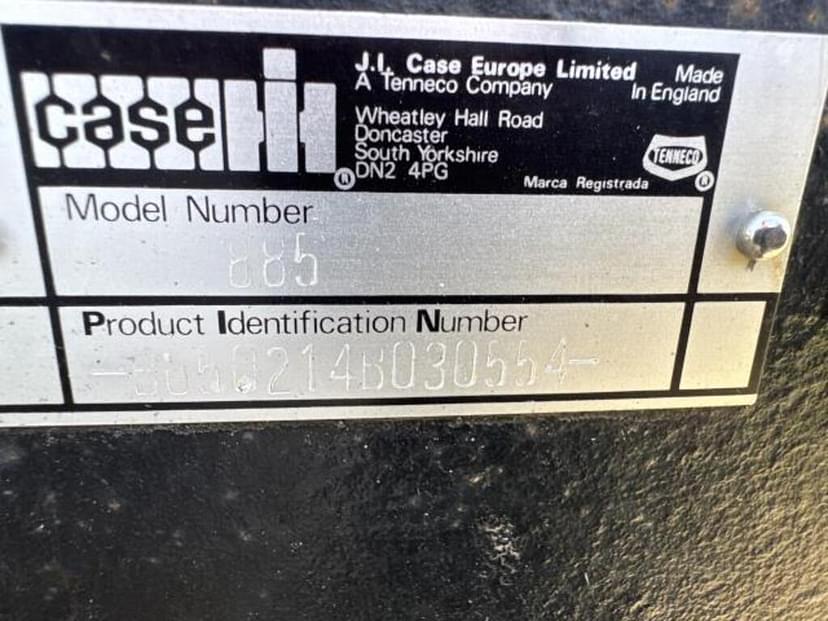 case IH ®
J.I. Case Europe Limited
A Tenneco Company
Made
In England
Wheatley Hall Road
Doncaster
South Yorkshire
DN2 4PG
TENNECO
Marca Registrada ®
Model Number
885
Product Identification Number